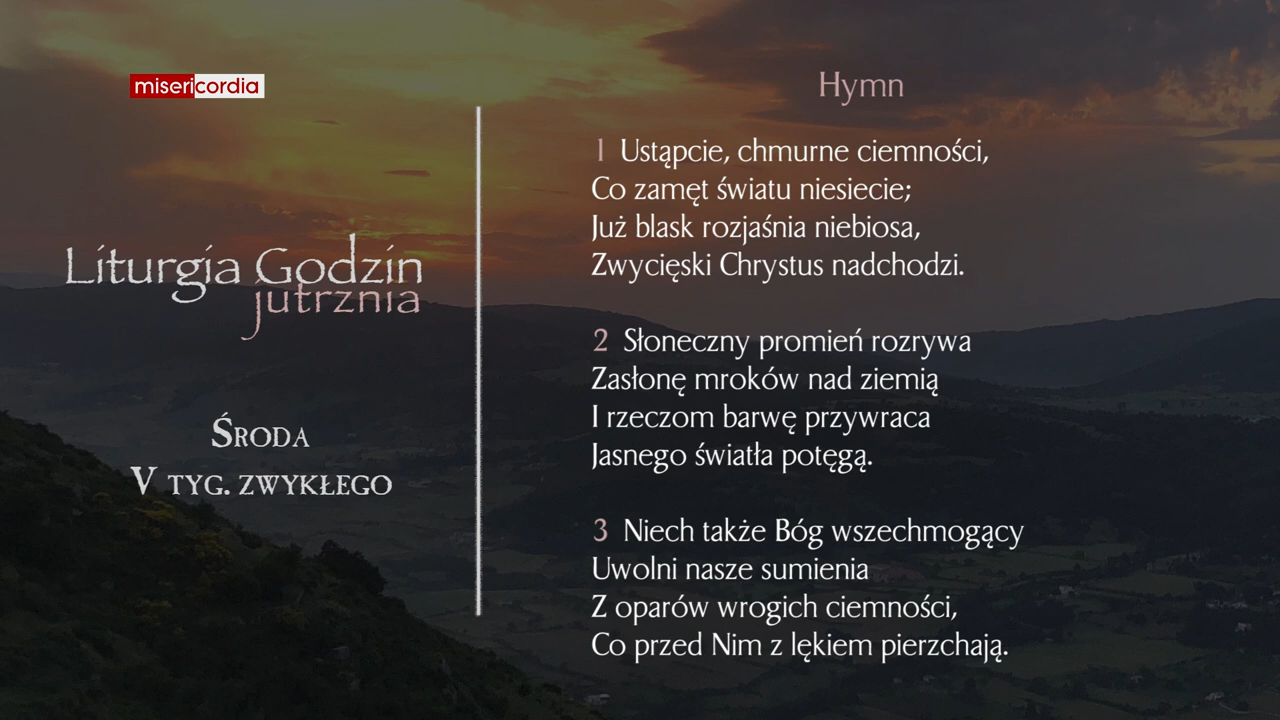 misericordia
Liturgia Godzin
jutrznia
Środa
V tyg. zwykłego
Hymn
1 Ustąpcie, chmurne ciemności,
Co zamęt światu niesiecie;
Już blask rozjaśnia niebiosa,
Zwycięski Chrystus nadchodzi.
2 Słoneczny promień rozrywa
Zasłonę mroków nad ziemią
I rzeczom barwę przywraca
Jasnego światła potęgą.
3 Niech także Bóg wszechmogący
Uwolni nasze sumienia
Z oparów wrogich ciemności,
Co przed Nim z lękiem pierzchają.